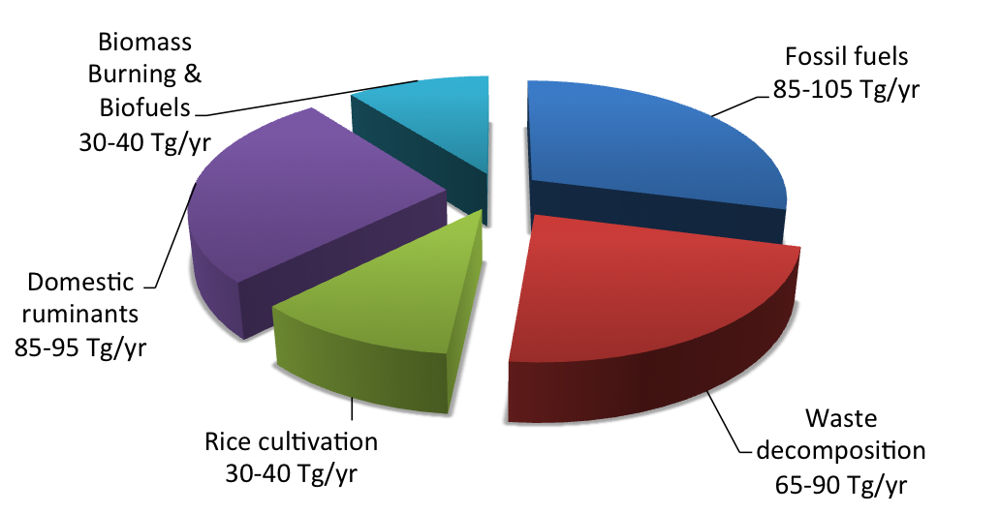 Biomass
Burning &
Biofuels
30-40 Tg/yr
Fossil fuels
85-105 Tg/yr
Domestic
ruminants
85-95 Tg/yr
Rice cultivation
30-40 Tg/yr
Waste
decomposition
65-90 Tg/yr